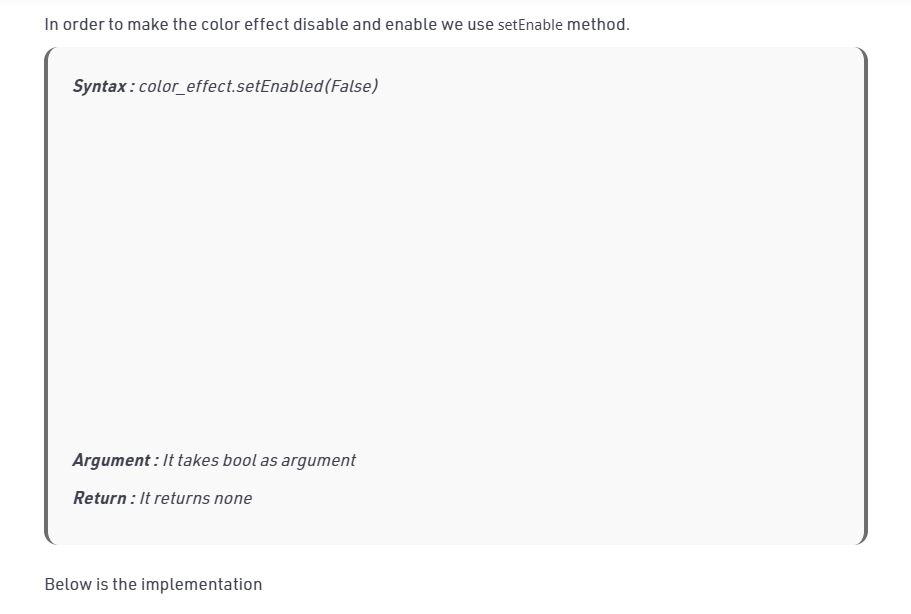 In order to make the color effect disable and enable we use setEnable method.
Syntax : color_effect.setEnabled(False)
Argument : It takes bool as argument
Return : It returns none
Below is the implementation